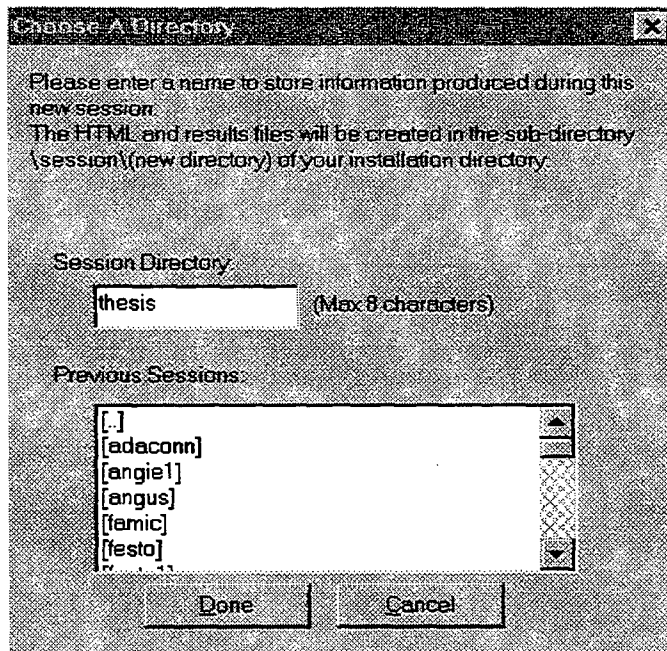 Choose A Directory
Please enter a name to store information produced during this
new session.
The HTML and results files will be created in the sub-directory
\session\(new directory) of your installation directory.
Session Directory:
thesis (Max 8 characters)
Previous Sessions:
[..]
[adaconn]
[angie1]
[angus]
[famic]
[festo]
Done Cancel